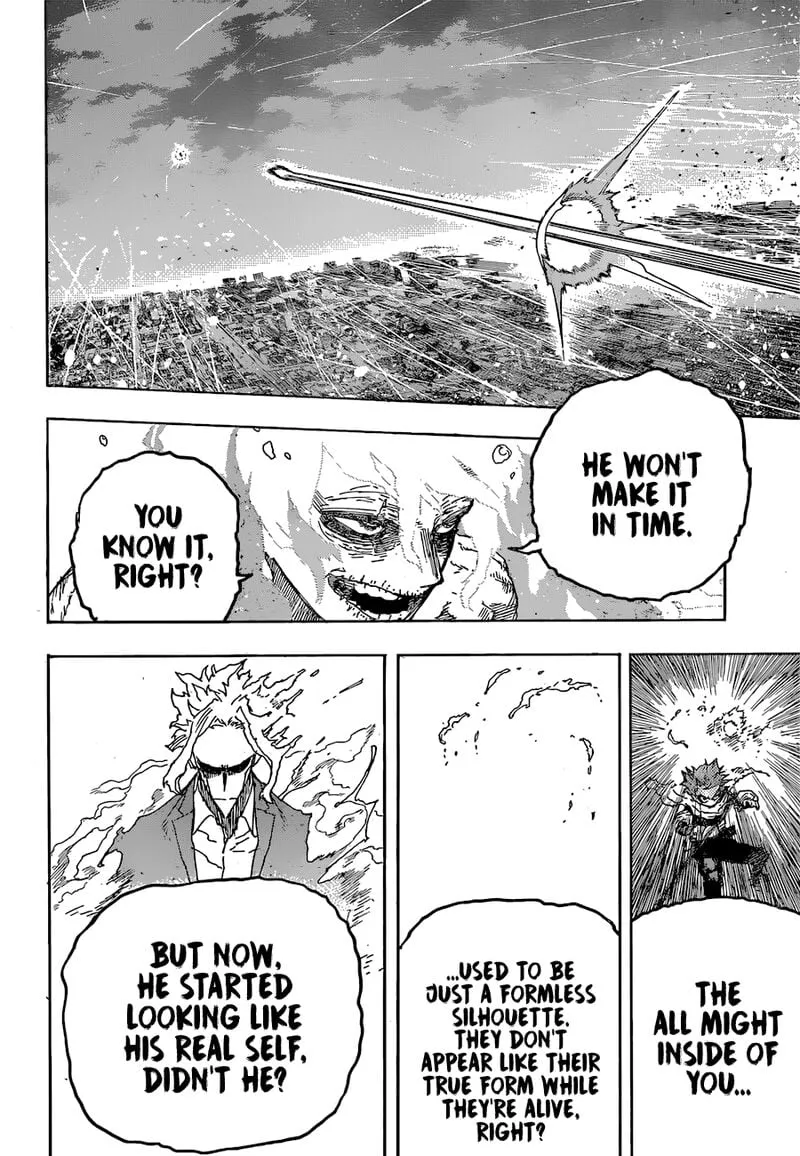 HE WON'T
MAKE IT
IN TIME.
YOU
KNOW IT,
RIGHT?
THE
ALL MIGHT
INSIDE OF
YOU...
...USED TO BE
JUST A FORMLESS
SILHOUETTE.
THEY DON'T
APPEAR LIKE THEIR
TRUE FORM WHILE
THEY'RE ALIVE,
RIGHT?
BUT NOW,
HE STARTED
LOOKING LIKE
HIS REAL SELF,
DIDN'T HE?